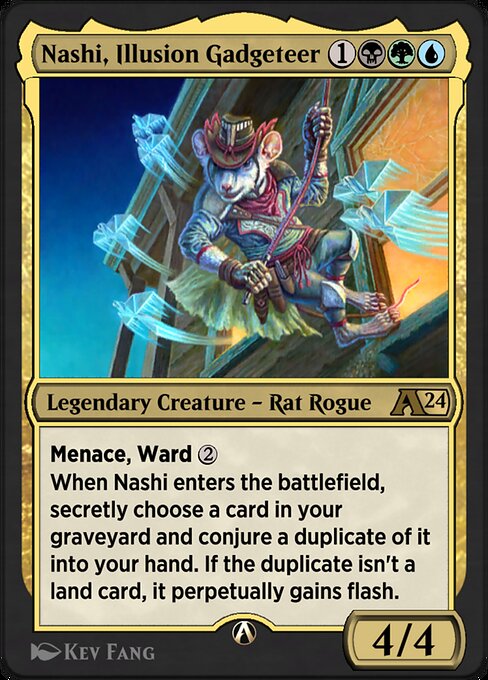 Nashi, Illusion Gadgeteer 1
Legendary Creature – Rat Rogue A24
Menace, Ward 2
When Nashi enters the battlefield,
secretly choose a card in your
graveyard and conjure a duplicate of it
into your hand. If the duplicate isn't a
land card, it perpetually gains flash.
4/4
Kev Fang